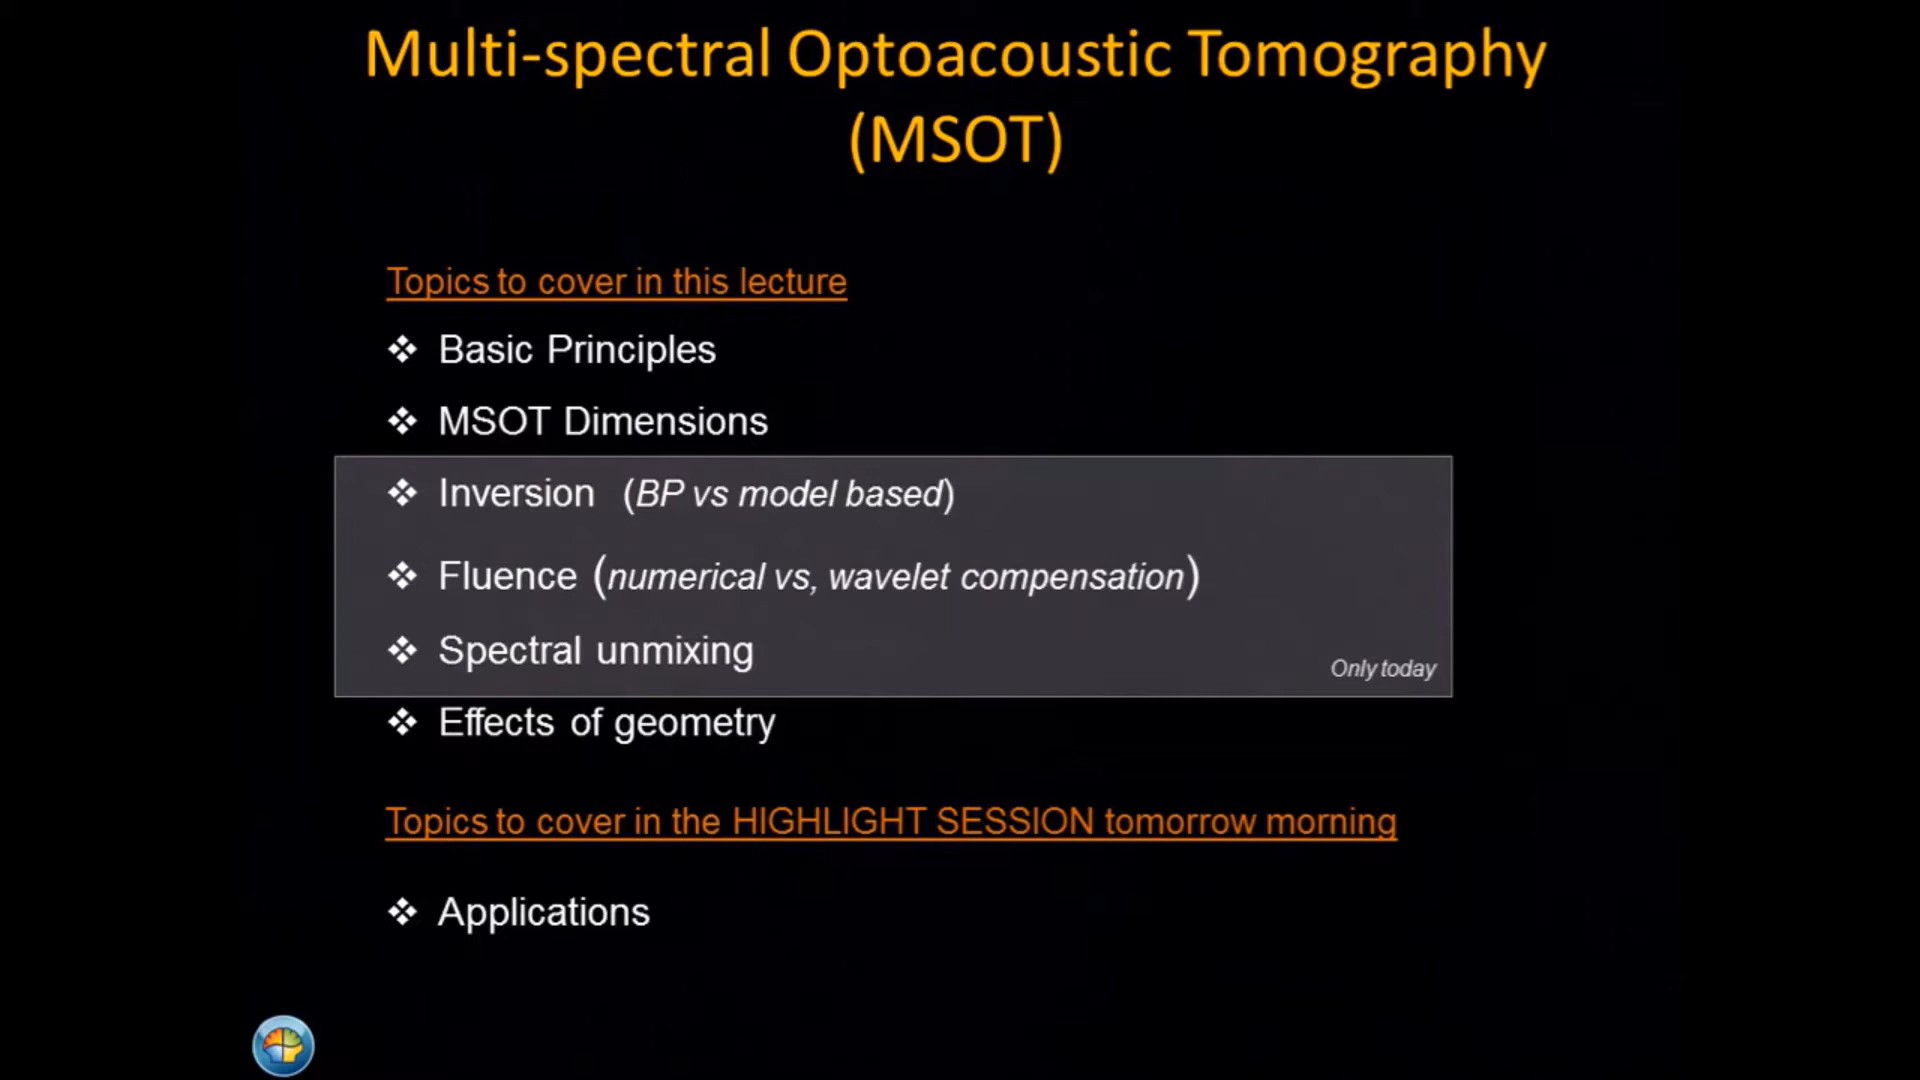 Multi-spectral Optoacoustic Tomography
(MSOT)
Topics to cover in this lecture
❖ Basic Principles
❖ MSOT Dimensions
❖ Inversion (BP vs model based)
❖ Fluence (numerical vs, wavelet compensation)
❖ Spectral unmixing
Only today
❖ Effects of geometry
Topics to cover in the HIGHLIGHT SESSION tomorrow morning
❖ Applications